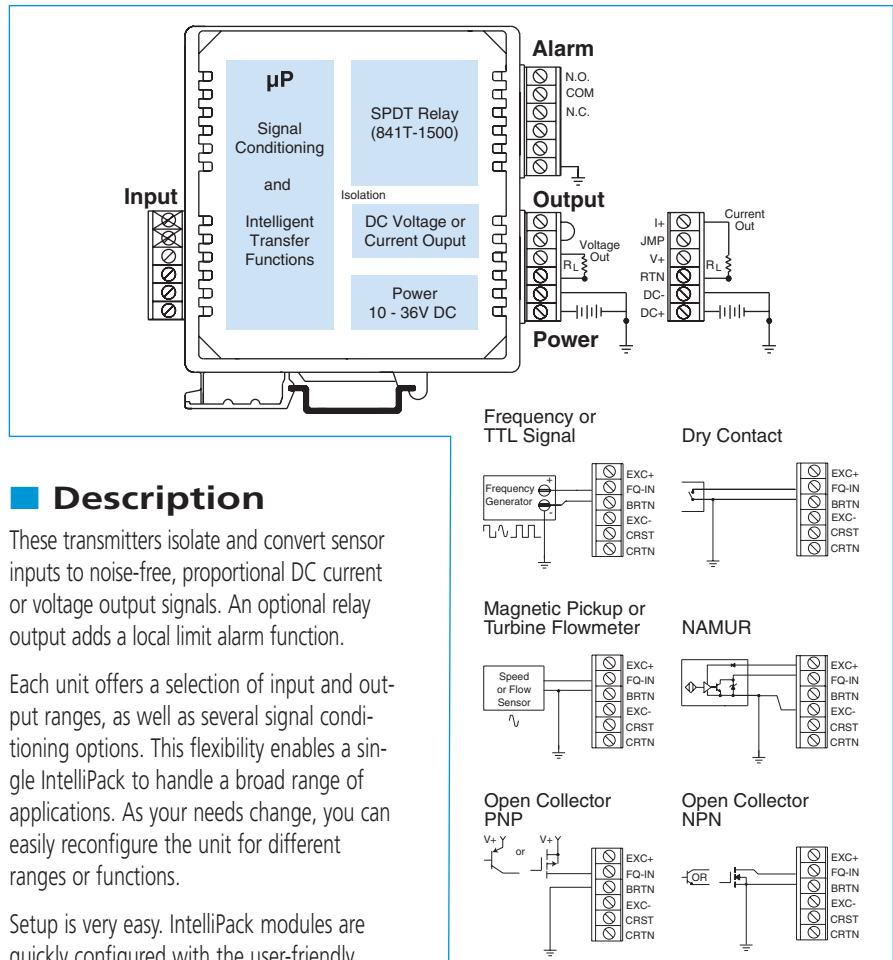 Alarm
N.O.
COM
N.C.
µP
Signal
Conditioning
and
Intelligent
Transfer
Functions
SPDT Relay
(841T-1500)
Isolation
DC Voltage or
Current Ouput
Power
10 - 36V DC
Input
Output
Voltage
Out
RL
Power
I+
JMP
V+
RTN
DC-
DC+
Current
Out
RL
Description
These transmitters isolate and convert sensor
inputs to noise-free, proportional DC current
or voltage output signals. An optional relay
output adds a local limit alarm function.
Each unit offers a selection of input and out-
put ranges, as well as several signal condi-
tioning options. This flexibility enables a sin-
gle IntelliPack to handle a broad range of
applications. As your needs change, you can
easily reconfigure the unit for different
ranges or functions.
Setup is very easy. IntelliPack modules are
quickly configured with the user-friendly
Frequency or
TTL Signal
Frequency
Generator
+
-
EXC+
FQ-IN
BRTN
EXC-
CRST
CRTN
Dry Contact
EXC+
FQ-IN
BRTN
EXC-
CRST
CRTN
Magnetic Pickup or
Turbine Flowmeter
Speed
or Flow
Sensor
EXC+
FQ-IN
BRTN
EXC-
CRST
CRTN
NAMUR
EXC+
FQ-IN
BRTN
EXC-
CRST
CRTN
Open Collector
PNP
V+
or
V+
EXC+
FQ-IN
BRTN
EXC-
CRST
CRTN
Open Collector
NPN
OR
EXC+
FQ-IN
BRTN
EXC-
CRST
CRTN